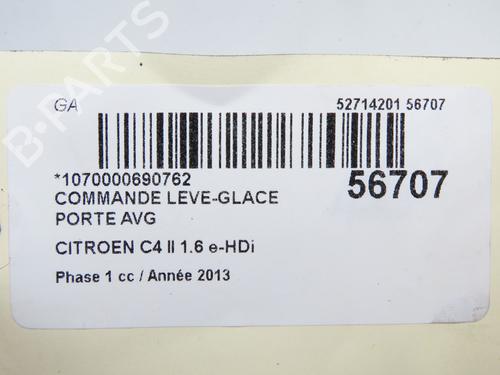 GA
52714201 56707
*1070000690762
56707
COMMANDE LEVE-GLACE
PORTE AVG
CITROEN C4 II 1.6 e-HDi
Phase 1 cc / Année 2013
B-PARTS